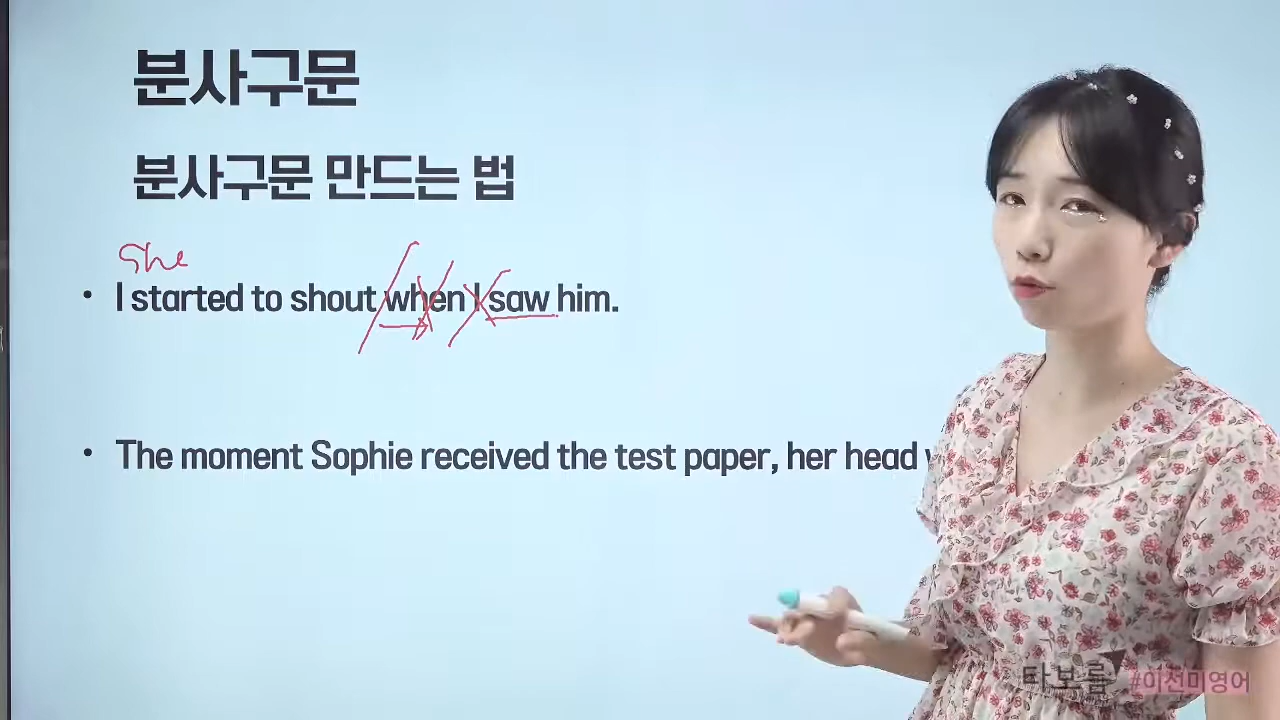 분사구문
분사구문 만드는 법
She
• I started to shout when I saw him.
• The moment Sophie received the test paper, her head
타보름 #이선미영어